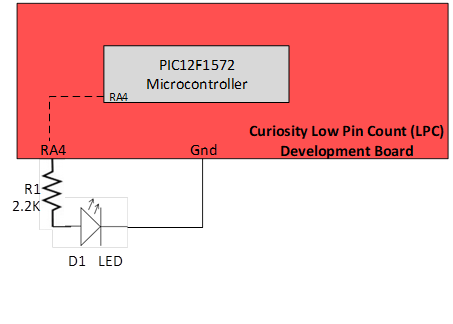 PIC12F1572
Microcontroller
RA4
Curiosity Low Pin Count (LPC)
Development Board
RA4
Gnd
R1
2.2K
D1 LED